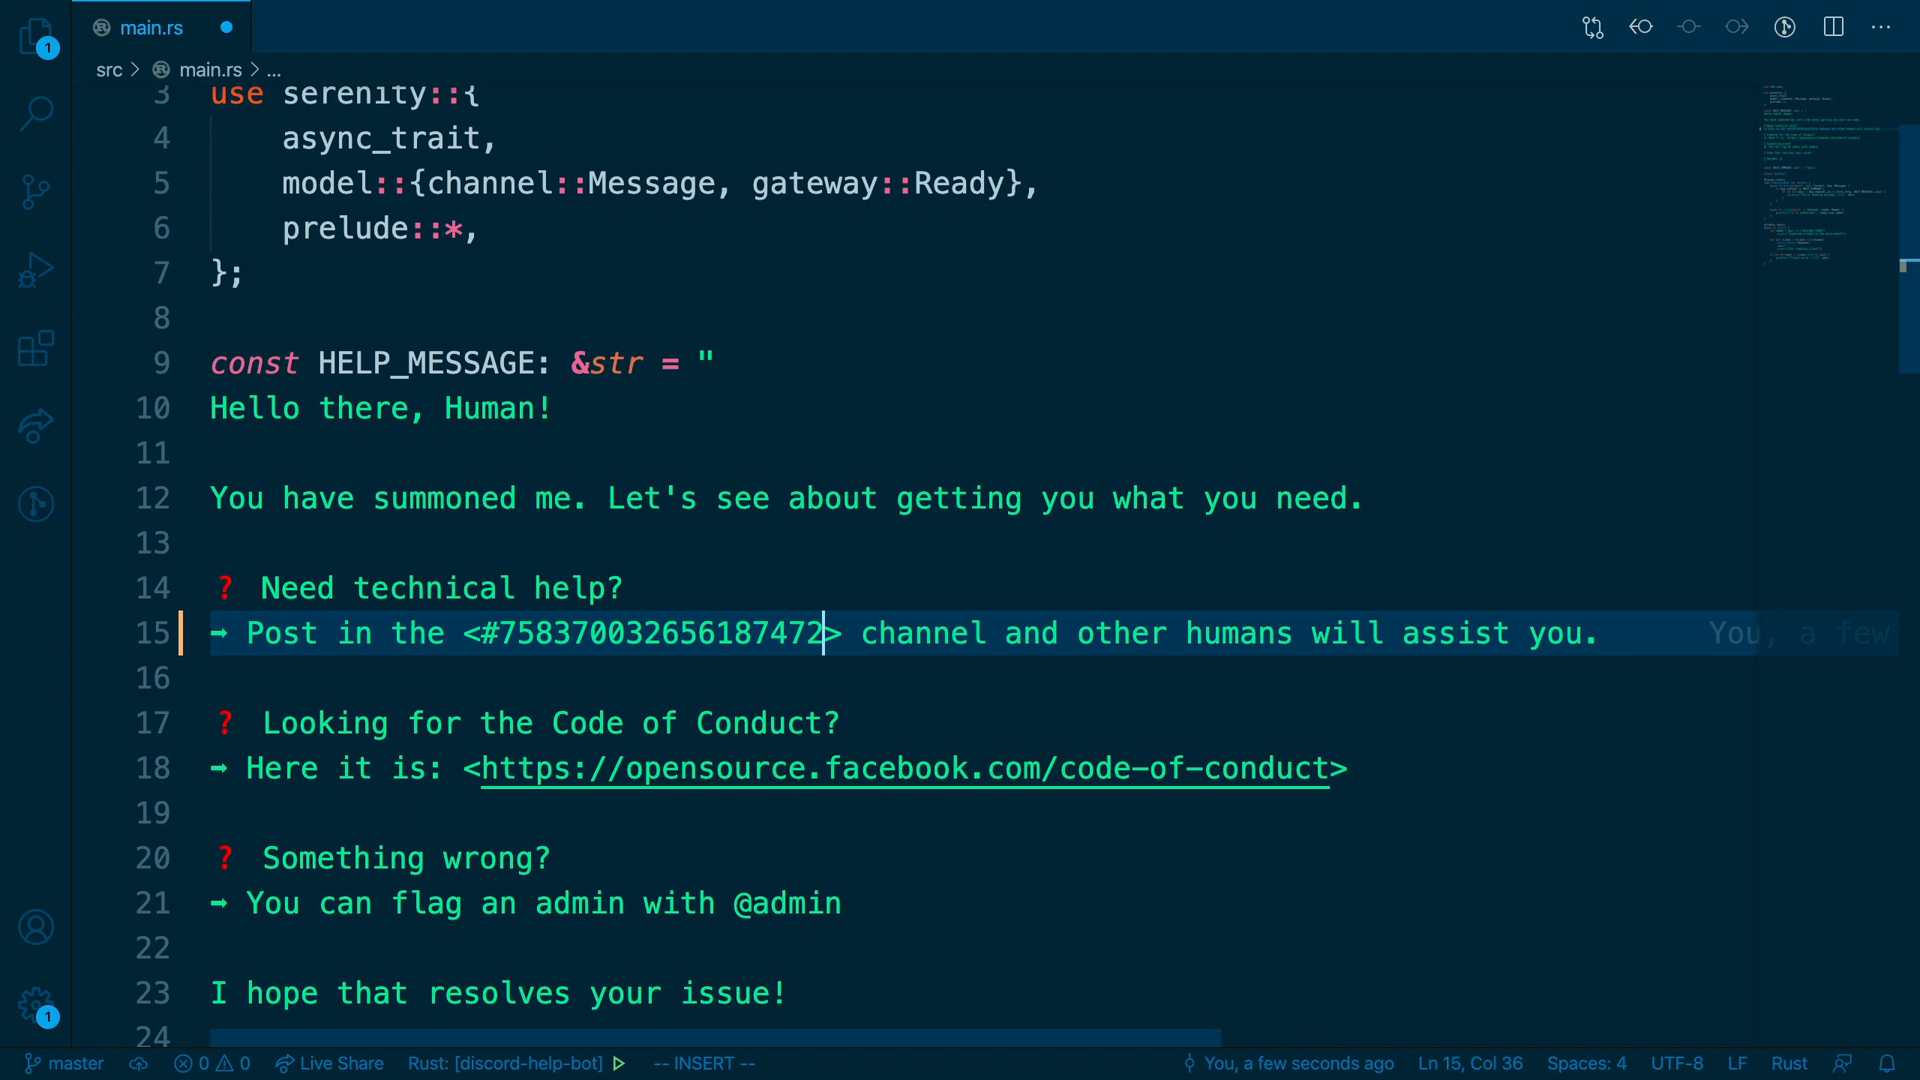 1
main.rs
src > main.rs > ...
3 use serenity::{
4 async_trait,
5 model::{channel::Message, gateway::Ready},
6 prelude::*,
7 };
8
9 const HELP_MESSAGE: &str = "
10 Hello there, Human!
11
12 You have summoned me. Let's see about getting you what you need.
13
14 ❓ Need technical help?
15 ➡ Post in the <#758370032656187472> channel and other humans will assist you. You, a few
16
17 ❓ Looking for the Code of Conduct?
18 ➡ Here it is: <https://opensource.facebook.com/code-of-conduct>
19
20 ❓ Something wrong?
21 ➡ You can flag an admin with @admin
22
23 I hope that resolves your issue!
24
1
master 0 0 Live Share Rust: [discord-help-bot] -- INSERT -- You, a few seconds ago Ln 15, Col 36 Spaces: 4 UTF-8 LF Rust